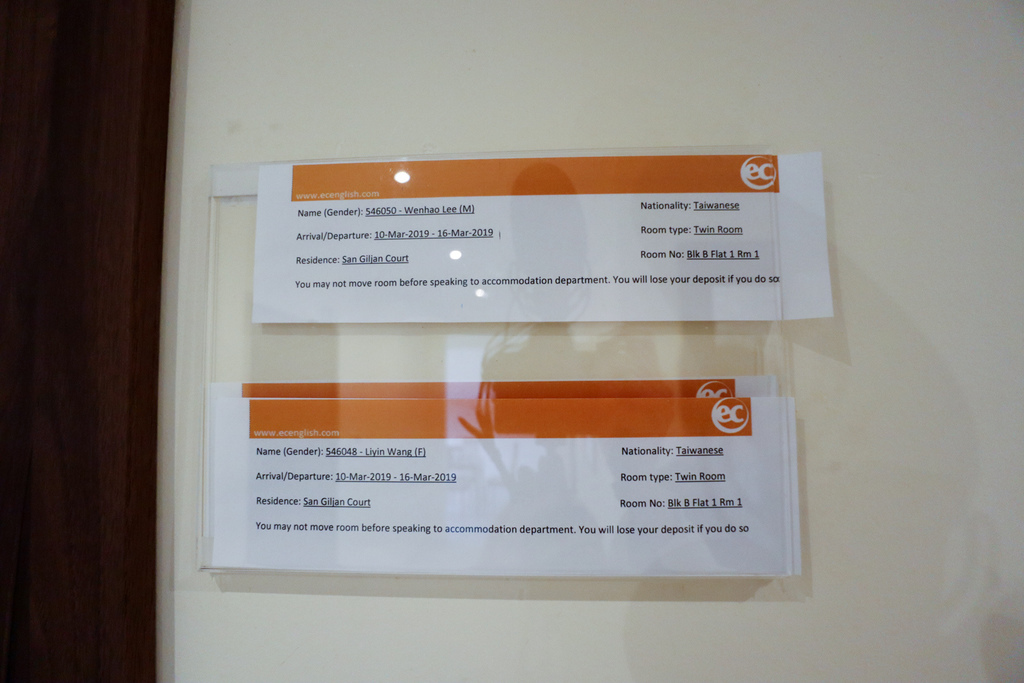 ec
www.ecenglish.com
Name (Gender): 546050 - Wenhao Lee (M) Nationality: Taiwanese
Arrival/Departure: 10-Mar-2019 - 16-Mar-2019 Room type: Twin Room
Residence: San Giljan Court Room No: Blk B Flat 1 Rm 1
You may not move room before speaking to accommodation department. You will lose your deposit if you do so
ec
ec
www.ecenglish.com
Name (Gender): 546048 - Liyin Wang (F) Nationality: Taiwanese
Arrival/Departure: 10-Mar-2019 - 16-Mar-2019 Room type: Twin Room
Residence: San Giljan Court Room No: Blk B Flat 1 Rm 1
You may not move room before speaking to accommodation department. You will lose your deposit if you do so